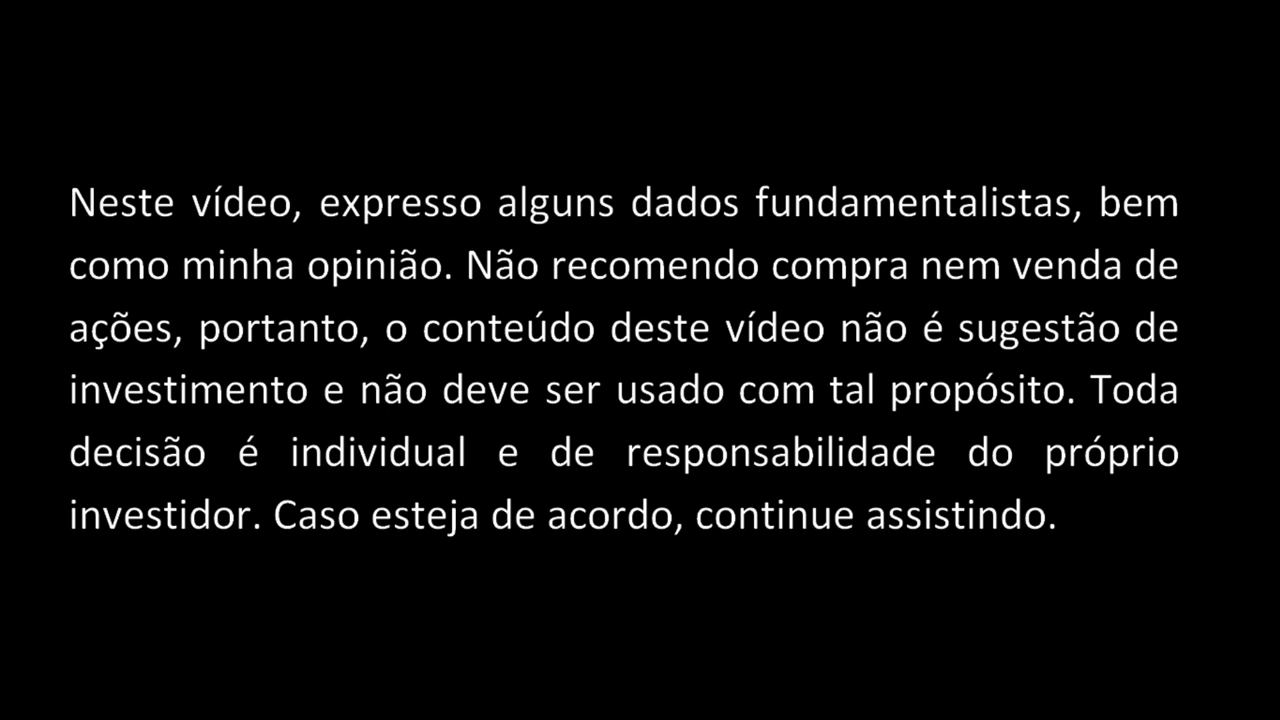 Neste vídeo, expresso alguns dados fundamentalistas, bem
como minha opinião. Não recomendo compra nem venda de
ações, portanto, o conteúdo deste vídeo não é sugestão de
investimento e não deve ser usado com tal propósito. Toda
decisão é individual e de responsabilidade do próprio
investidor. Caso esteja de acordo, continue assistindo.